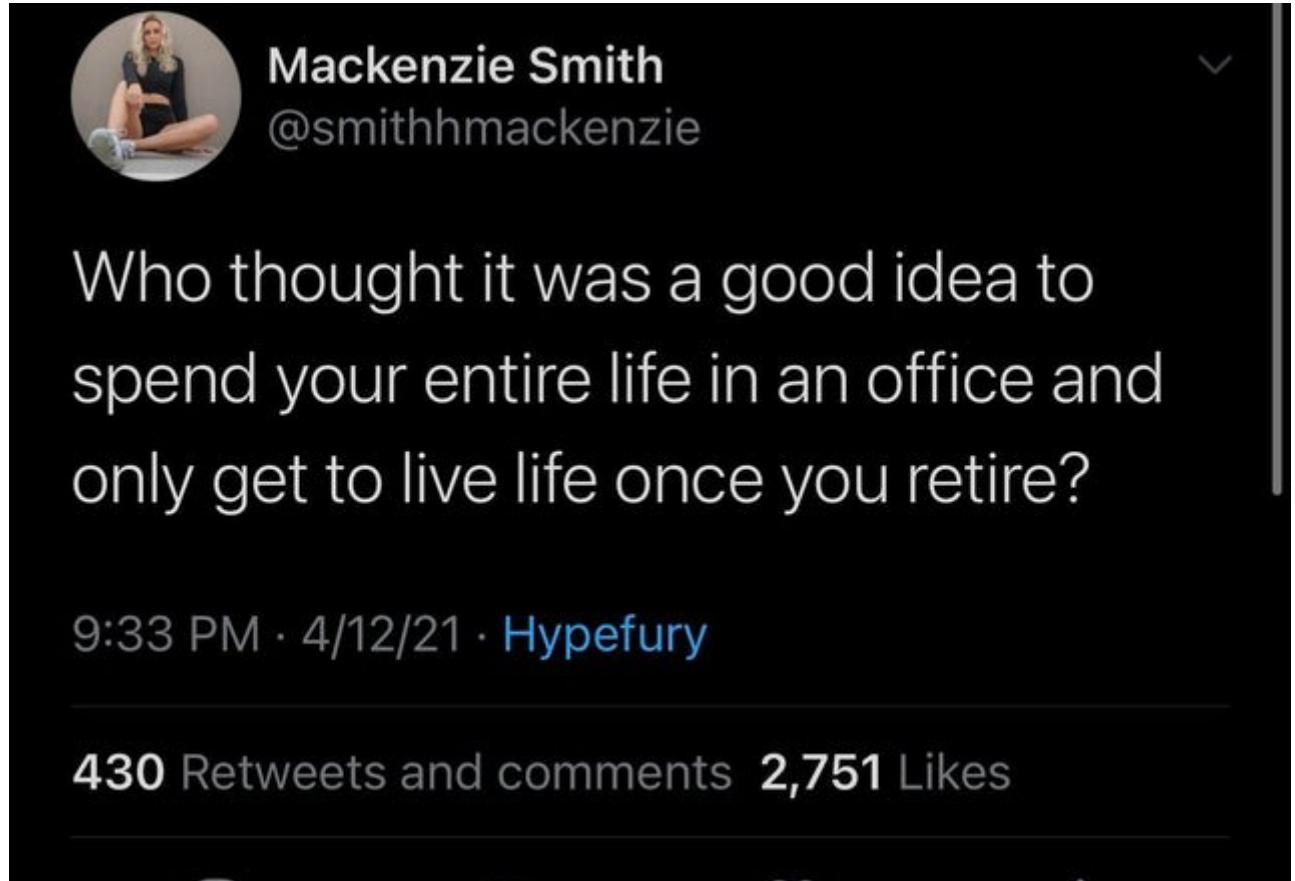 Mackenzie Smith
@smithhmackenzie
Who thought it was a good idea to
spend your entire life in an office and
only get to live life once you retire?
9:33 PM · 4/12/21 · Hypefury
430 Retweets and comments 2,751 Likes